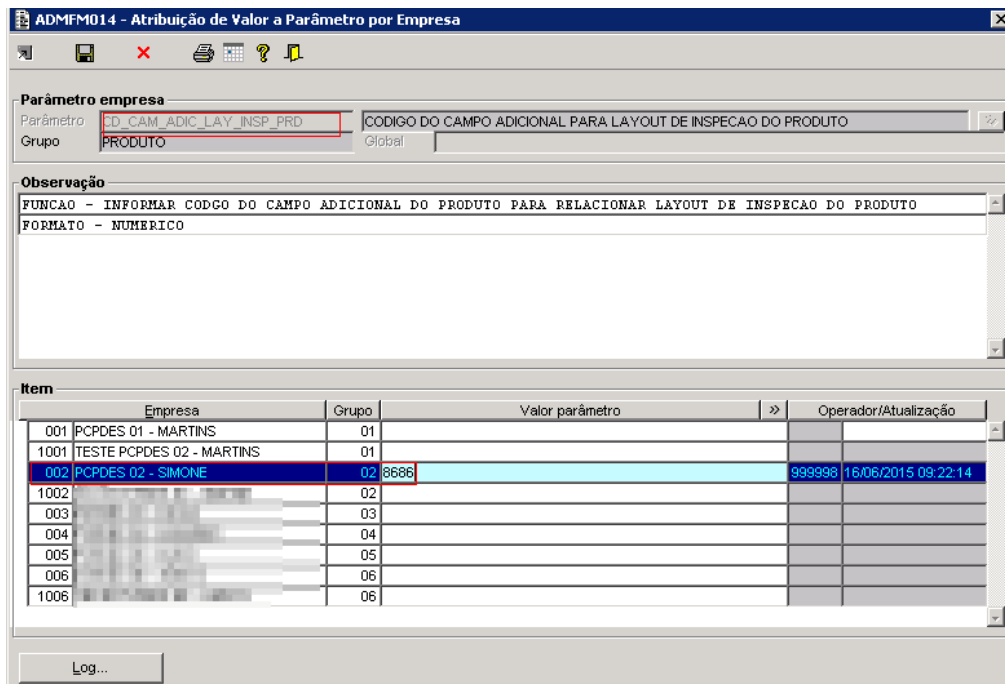 ADMFM014 - Atribuição de Valor a Parâmetro por Empresa
Parâmetro empresa
Parâmetro CD_CAM_ADIC_LAY_INSP_PRD CODIGO DO CAMPO ADICIONAL PARA LAYOUT DE INSPECAO DO PRODUTO
Grupo PRODUTO Global
Observação
FUNCAO - INFORMAR CODGO DO CAMPO ADICIONAL DO PRODUTO PARA RELACIONAR LAYOUT DE INSPECAO DO PRODUTO
FORMATO - NUMERICO
Item
Empresa Grupo Valor parâmetro » Operador/Atualização
001 PCPDES 01 - MARTINS 01
1001 TESTE PCPDES 02 - MARTINS 01
002 PCPDES 02 - SIMONE 02 8686 999998 16/06/2015 09:22:14
1002 02
003 03
004 04
005 05
006 06
1006 06
Log...